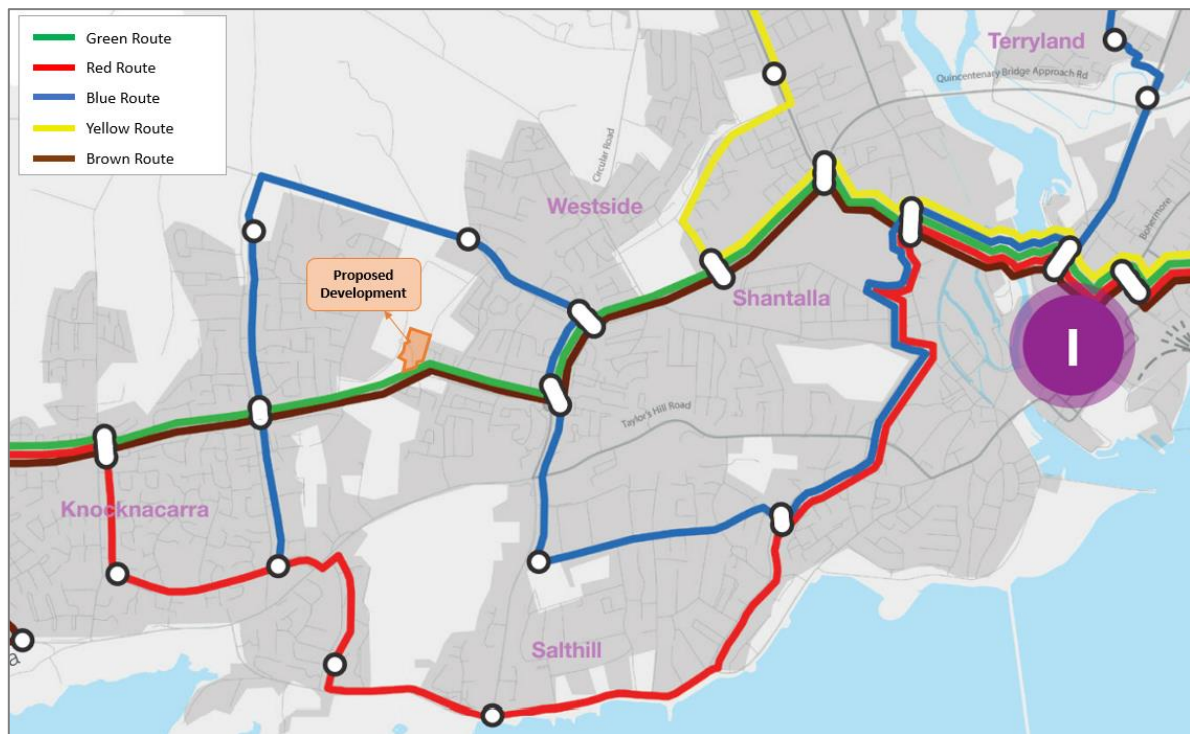 Green Route
Red Route
Blue Route
Yellow Route
Brown Route
Terryland
Quincentenary Bridge Approach Rd
Circular Road
Westside
Bohermore
Proposed
Development
Shantalla
I
Taylor's Hill Road
Knocknacarra
Salthill
a